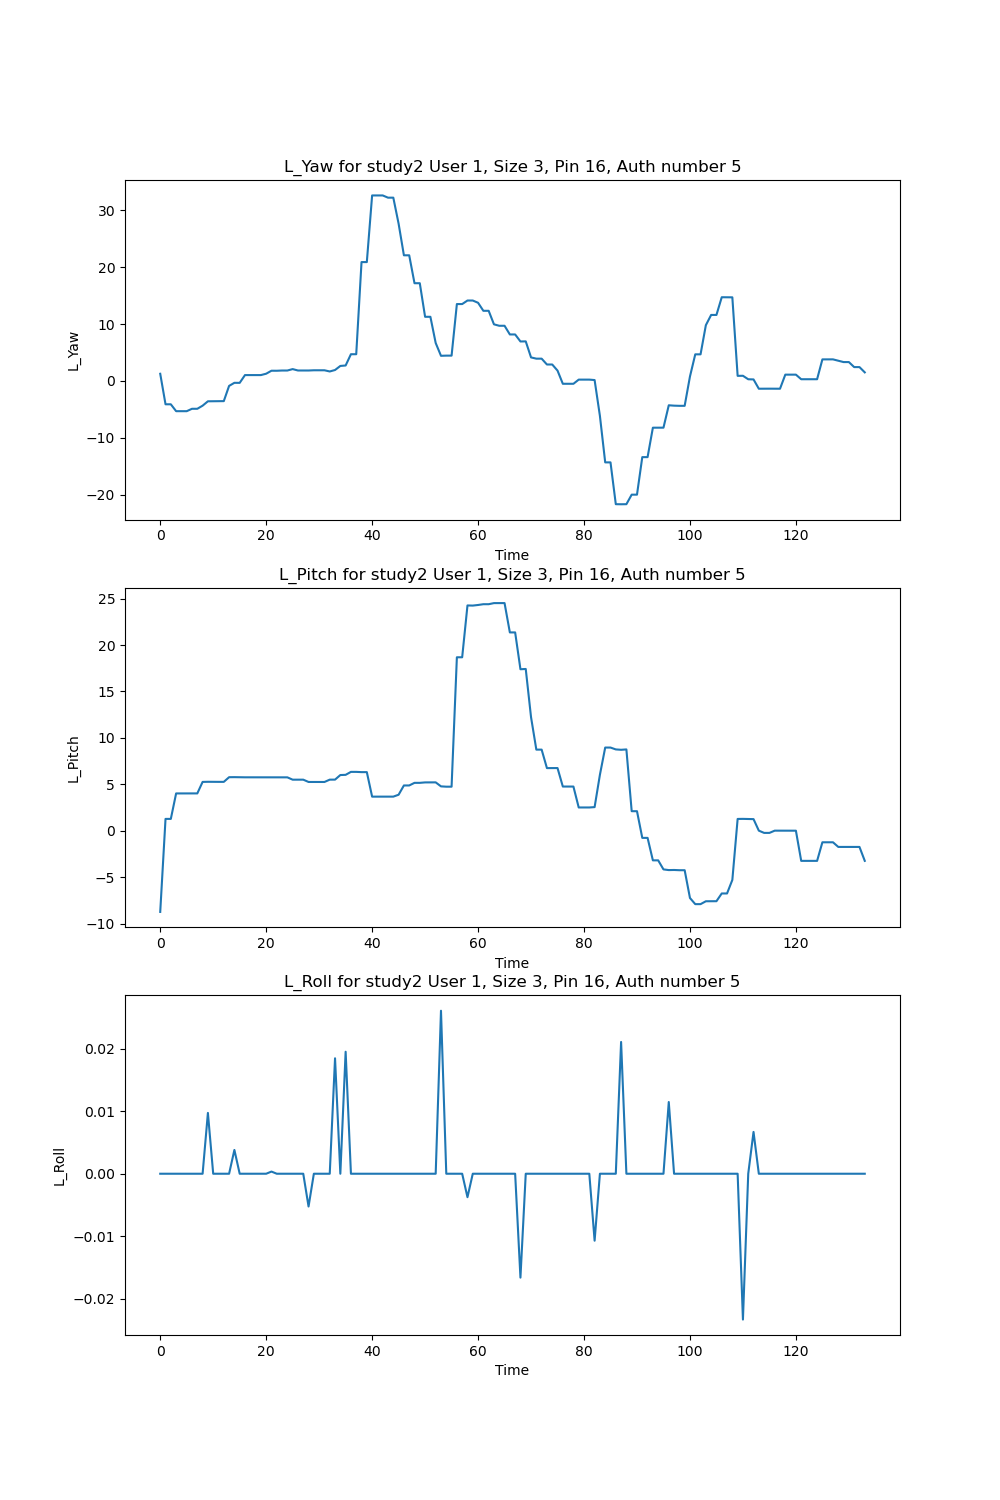 L_Yaw for study2 User 1, Size 3, Pin 16, Auth number 5
30
20
10
0
−10
−20
L_Yaw
0 20 40 60 80 100 120
Time
L_Pitch for study2 User 1, Size 3, Pin 16, Auth number 5
25
20
15
10
5
0
−5
−10
L_Pitch
0 20 40 60 80 100 120
Time
L_Roll for study2 User 1, Size 3, Pin 16, Auth number 5
0.02
0.01
0.00
−0.01
−0.02
L_Roll
0 20 40 60 80 100 120
Time